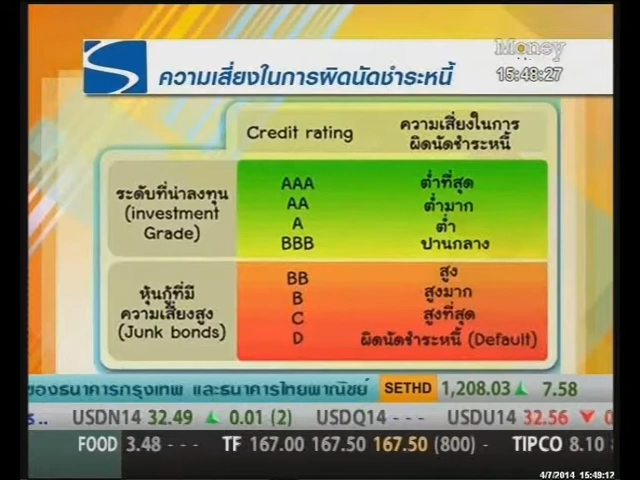 Money
15:48:27
ความเสี่ยงในการผิดนัดชำระหนี้
Credit rating
ความเสี่ยงในการ
ผิดนัดชำระหนี้
ระดับที่น่าลงทุน
(investment
Grade)
AAA ต่ำที่สุด
AA ต่ำมาก
A ต่ำ
BBB ปานกลาง
หุ้นกู้ที่มี
ความเสี่ยงสูง
(Junk bonds)
BB สูง
B สูงมาก
C สูงที่สุด
D ผิดนัดชำระหนี้ (Default)
ของธนาคารกรุงเทพ และธนาคารไทยพาณิชย์ SETHD 1,208.03 ▲ 7.58
.. USDN14 32.49 ▲ 0.01 (2) USDQ14 - - - USDU14 32.56 ▼ 0
FOOD 3.48 - - - TF 167.00 167.50 167.50 (800) - TIPCO 8.10
4/7/2014 15:49:12